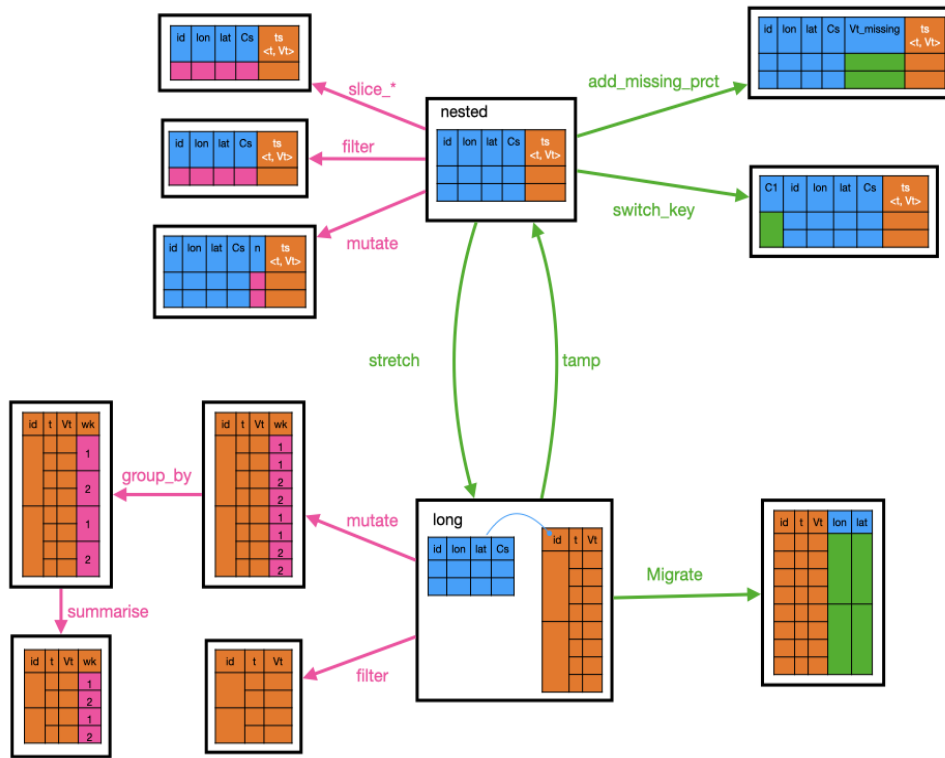 id lon lat Cs ts
<t, Vt>
slice_*
id lon lat Cs Vt_missing ts
<t, Vt>
add_missing_prct
nested
id lon lat Cs ts
<t, Vt>
filter
id lon lat Cs ts
<t, Vt>
switch_key
C1 id lon lat Cs ts
<t, Vt>
mutate
id lon lat Cs n ts
<t, Vt>
stretch
tamp
id t Vt wk
1
2
1
2
group_by
id t Vt wk
1
1
2
2
1
1
2
2
mutate
long
id lon lat Cs
id t Vt
Migrate
id t Vt lon lat
summarise
id t Vt wk
1
2
1
2
id t Vt
filter